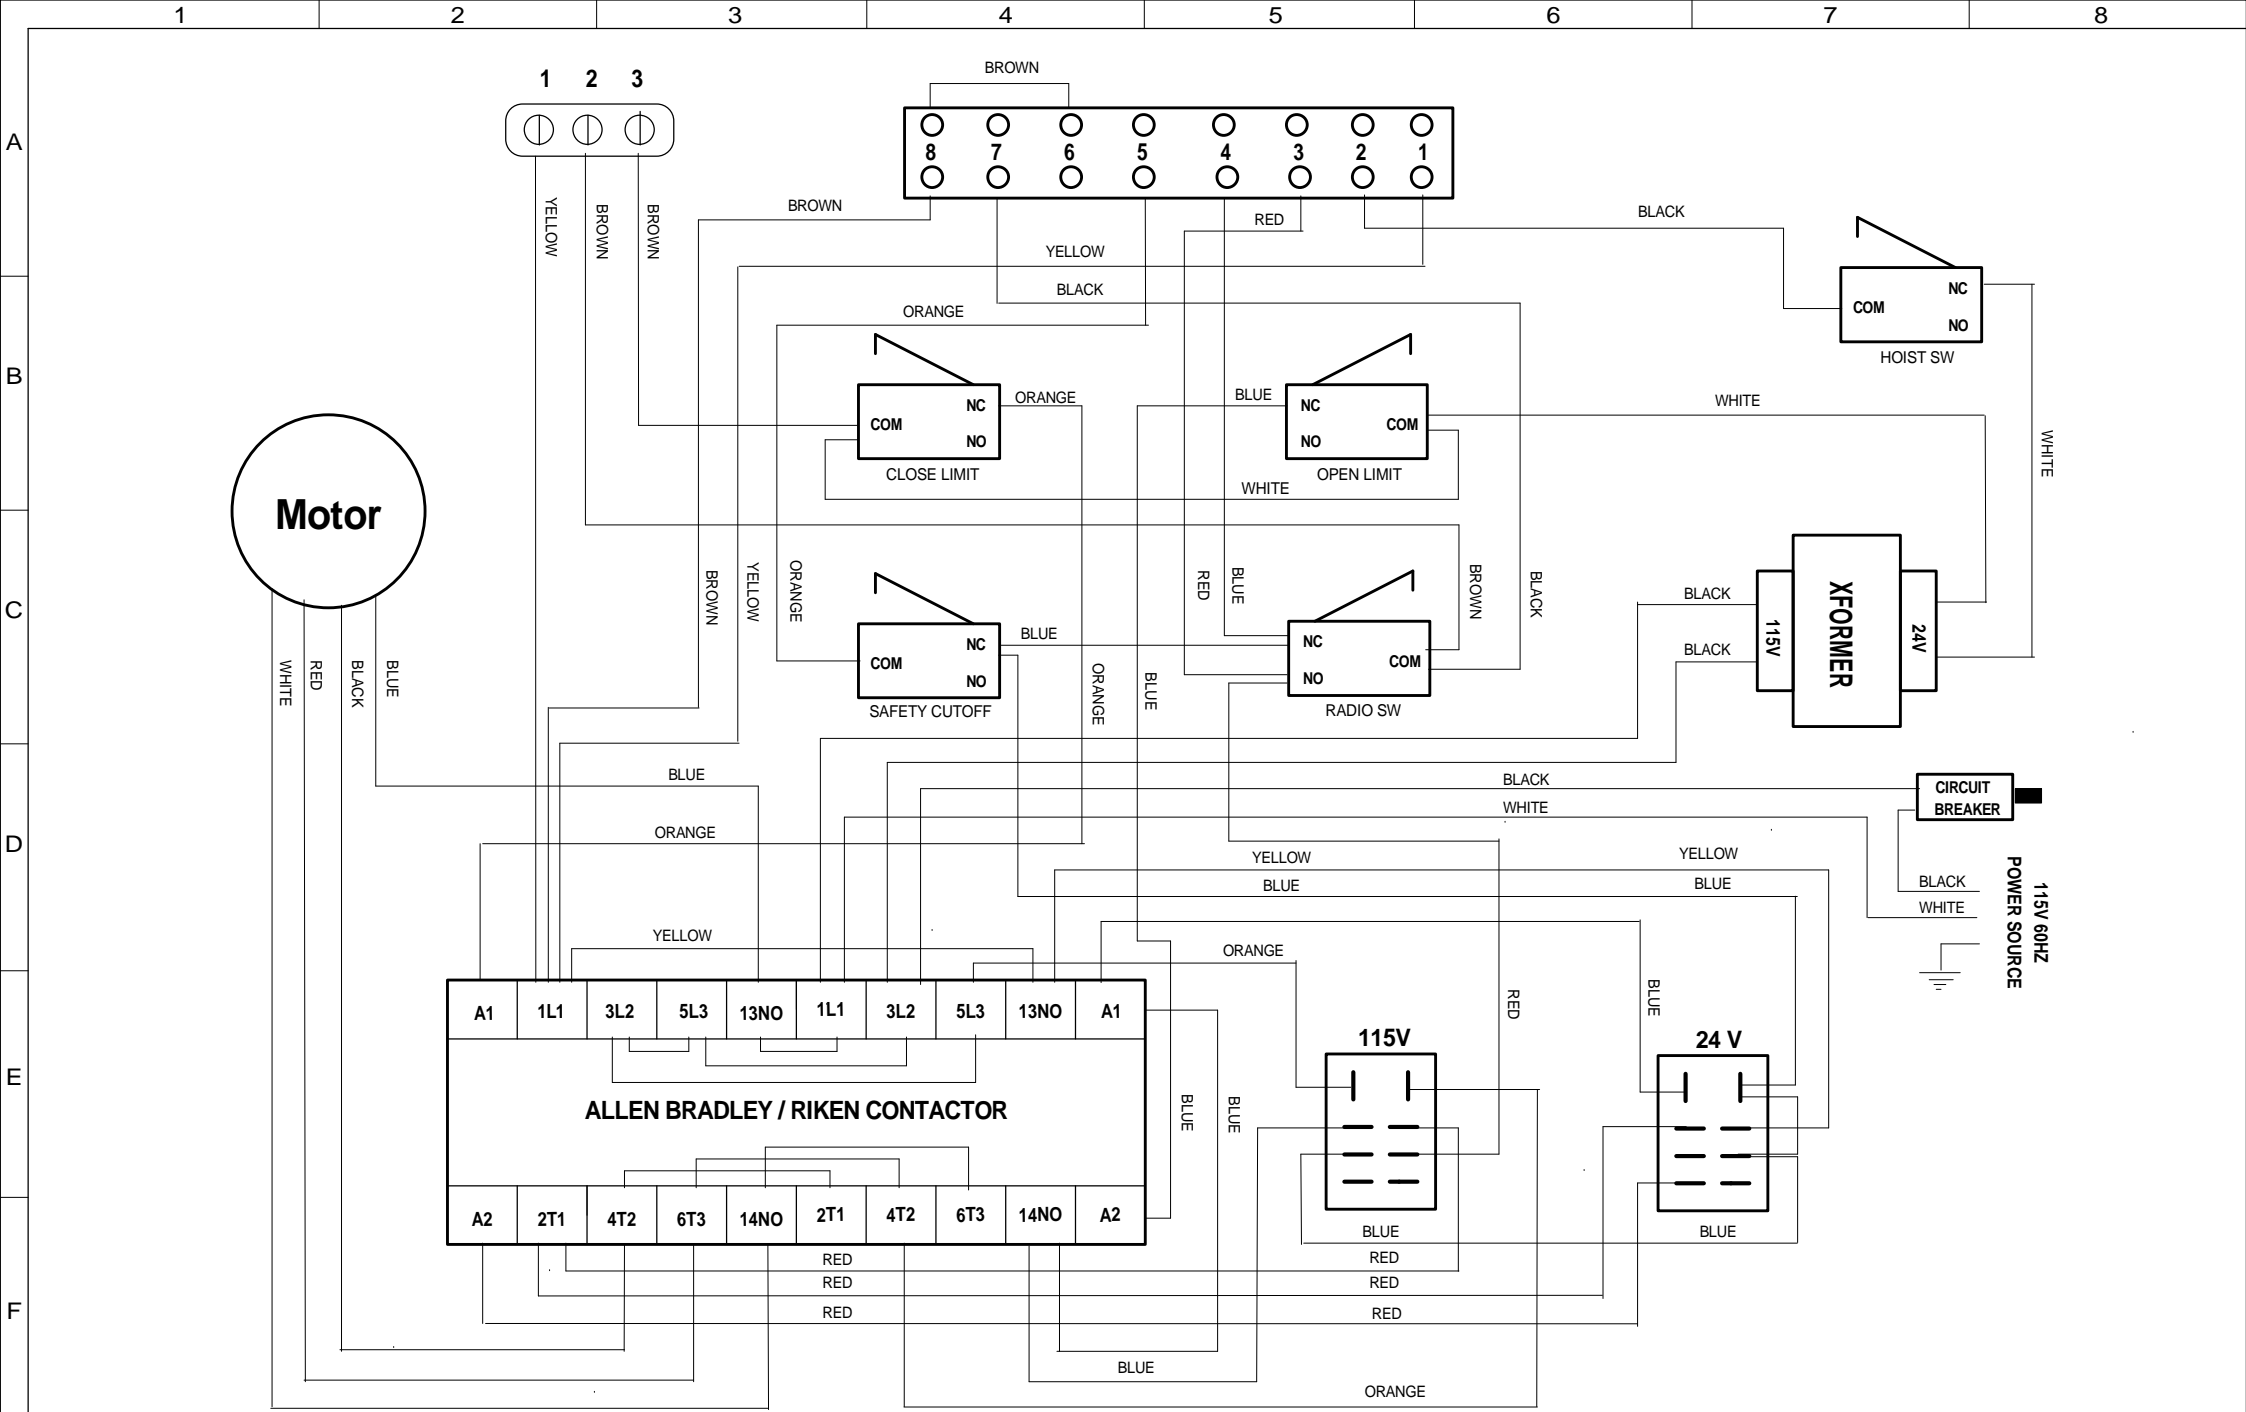 1 2 3 4 5 6 7 8
A
B
C
D
E
F
1 2 3
BROWN
8 7 6 5 4 3 2 1
YELLOW
BROWN
BROWN
BROWN
RED
BLACK
YELLOW
BLACK
ORANGE
COM
NC
NO
HOIST SW
NC
COM
NO
CLOSE LIMIT
ORANGE
BLUE
NC
NO
COM
OPEN LIMIT
WHITE
WHITE
WHITE
Motor
BROWN
YELLOW
ORANGE
RED
BLUE
BROWN
BLACK
COM
NC
NO
SAFETY CUTOFF
BLUE
NC
NO
COM
RADIO SW
BLACK
BLACK
115V
XFORMER
24V
WHITE
RED
BLACK
BLUE
ORANGE
BLUE
BLUE
BLACK
WHITE
CIRCUIT
BREAKER
ORANGE
YELLOW
YELLOW
BLUE
BLUE
BLACK
WHITE
115V 60HZ
POWER SOURCE
YELLOW
ORANGE
RED
BLUE
A1 1L1 3L2 5L3 13NO 1L1 3L2 5L3 13NO A1
ALLEN BRADLEY / RIKEN CONTACTOR
BLUE
BLUE
115V
24 V
A2 2T1 4T2 6T3 14NO 2T1 4T2 6T3 14NO A2
BLUE
BLUE
RED
RED
RED
RED
RED
RED
BLUE
ORANGE